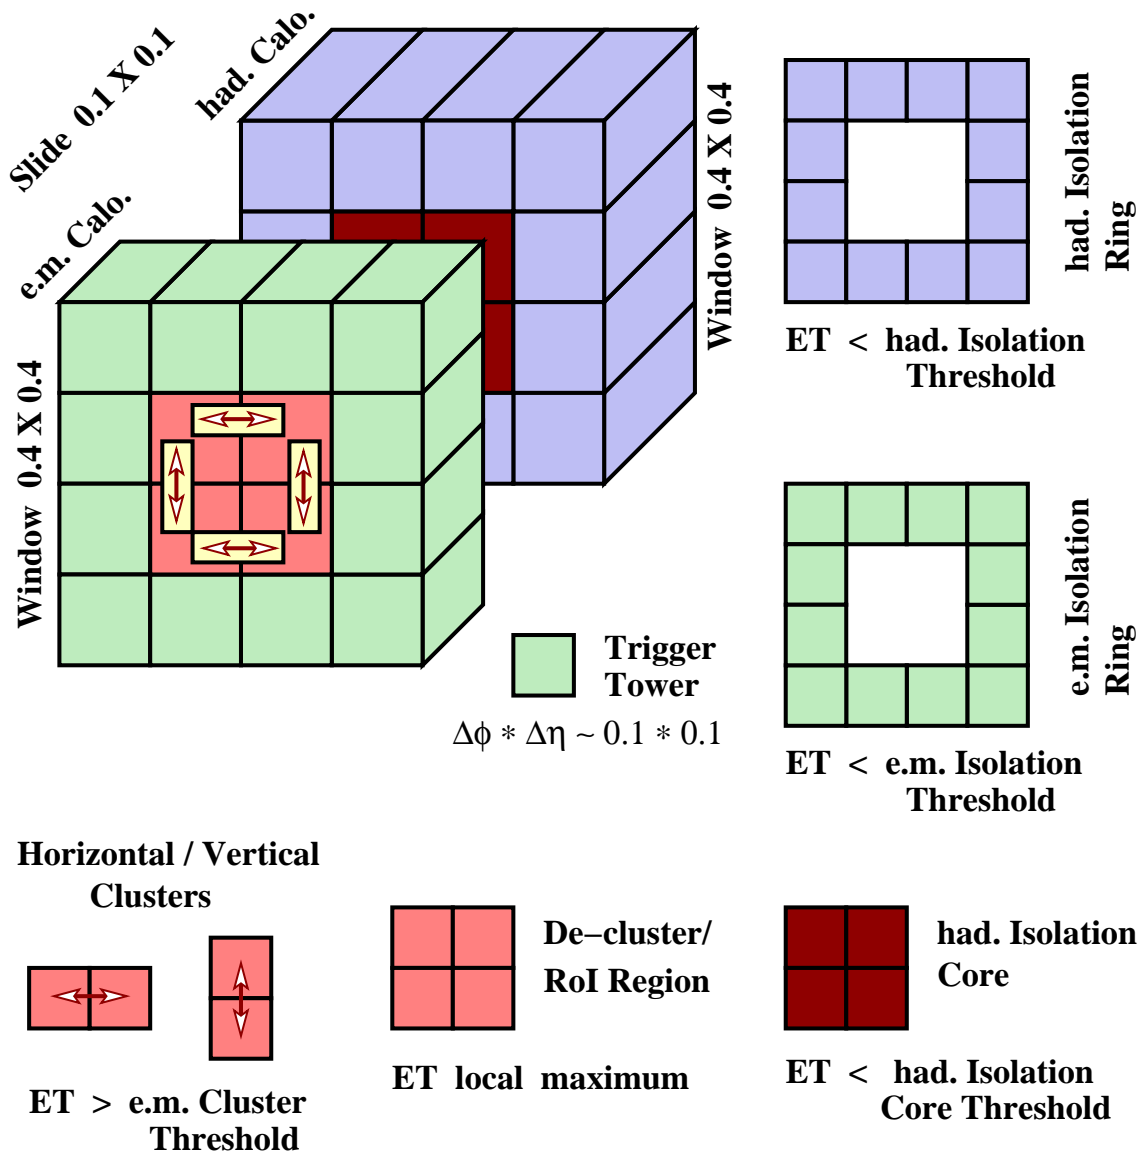 Slide 0.1 X 0.1
had. Calo.
e.m. Calo.
Window 0.4 X 0.4
Window 0.4 X 0.4
had. Isolation
Ring
ET < had. Isolation
Threshold
e.m. Isolation
Ring
ET < e.m. Isolation
Threshold
Trigger
Tower
Δϕ * Δη ~ 0.1 * 0.1
Horizontal / Vertical
Clusters
ET > e.m. Cluster
Threshold
De−cluster/
RoI Region
ET local maximum
had. Isolation
Core
ET < had. Isolation
Core Threshold